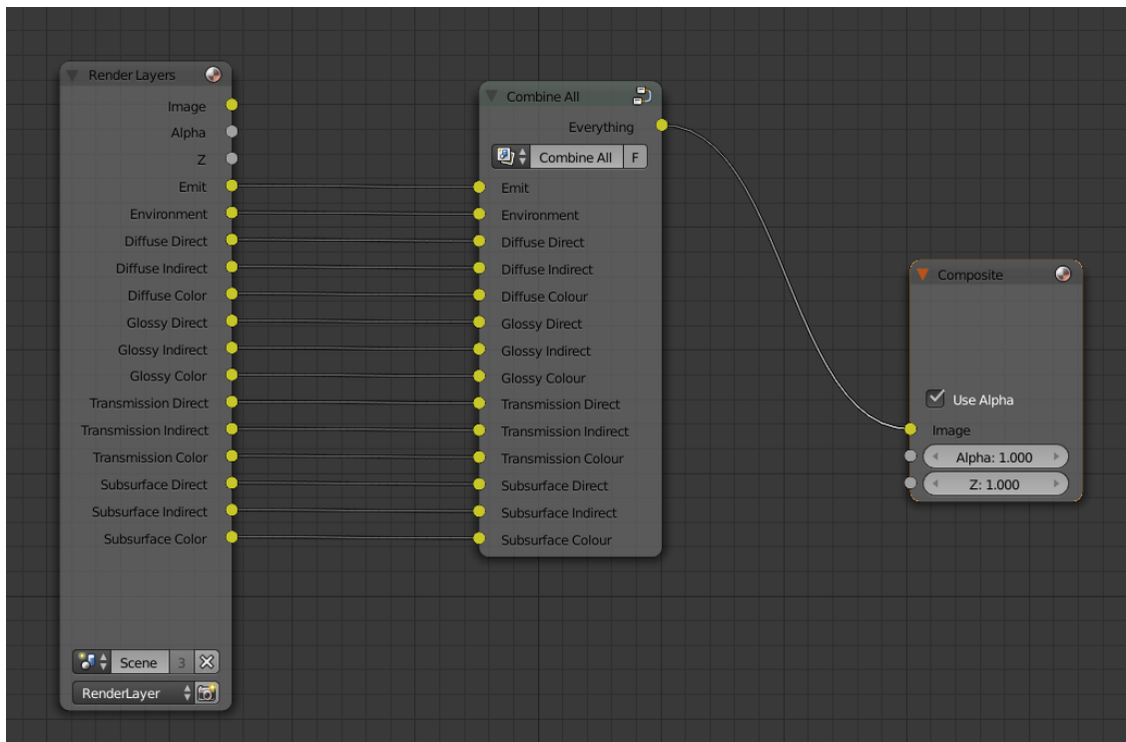 Render Layers
Image
Alpha
Z
Emit
Environment
Diffuse Direct
Diffuse Indirect
Diffuse Color
Glossy Direct
Glossy Indirect
Glossy Color
Transmission Direct
Transmission Indirect
Transmission Color
Subsurface Direct
Subsurface Indirect
Subsurface Color
Scene 3
RenderLayer
Combine All
Everything
Combine All F
Emit
Environment
Diffuse Direct
Diffuse Indirect
Diffuse Colour
Glossy Direct
Glossy Indirect
Glossy Colour
Transmission Direct
Transmission Indirect
Transmission Colour
Subsurface Direct
Subsurface Indirect
Subsurface Colour
Composite
Use Alpha
Image
Alpha: 1.000
Z: 1.000